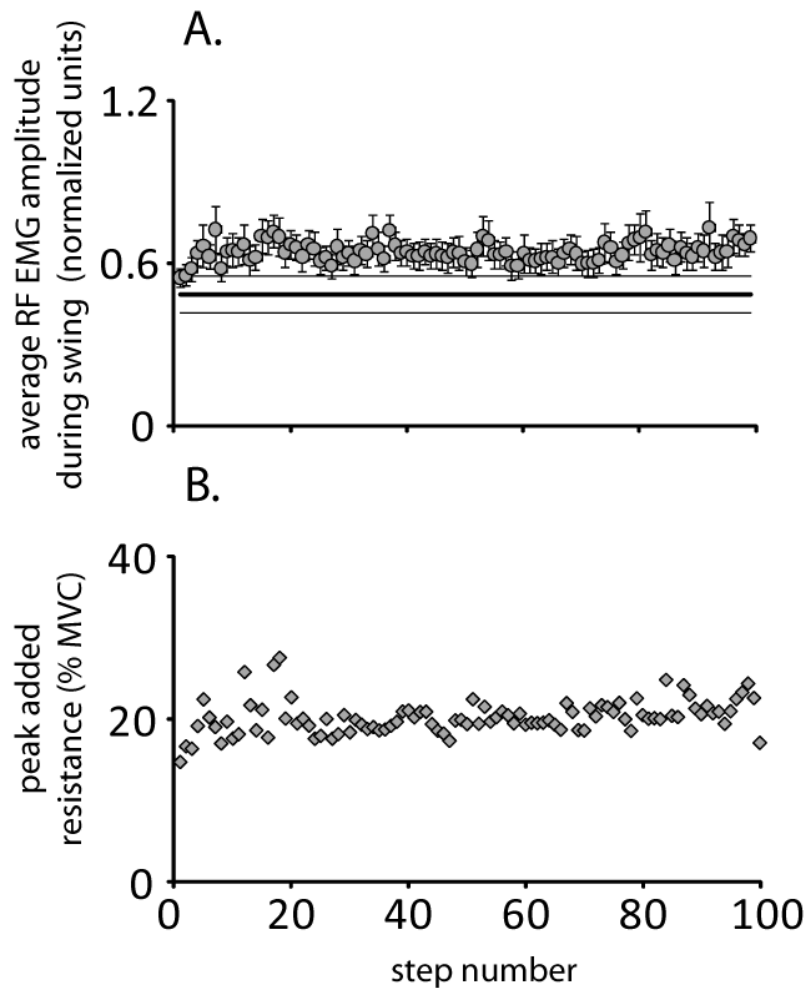 A.
average RF EMG amplitude
during swing (normalized units)
1.2
0.6
0
B.
peak added
resistance (% MVC)
40
20
0
0 20 40 60 80 100
step number